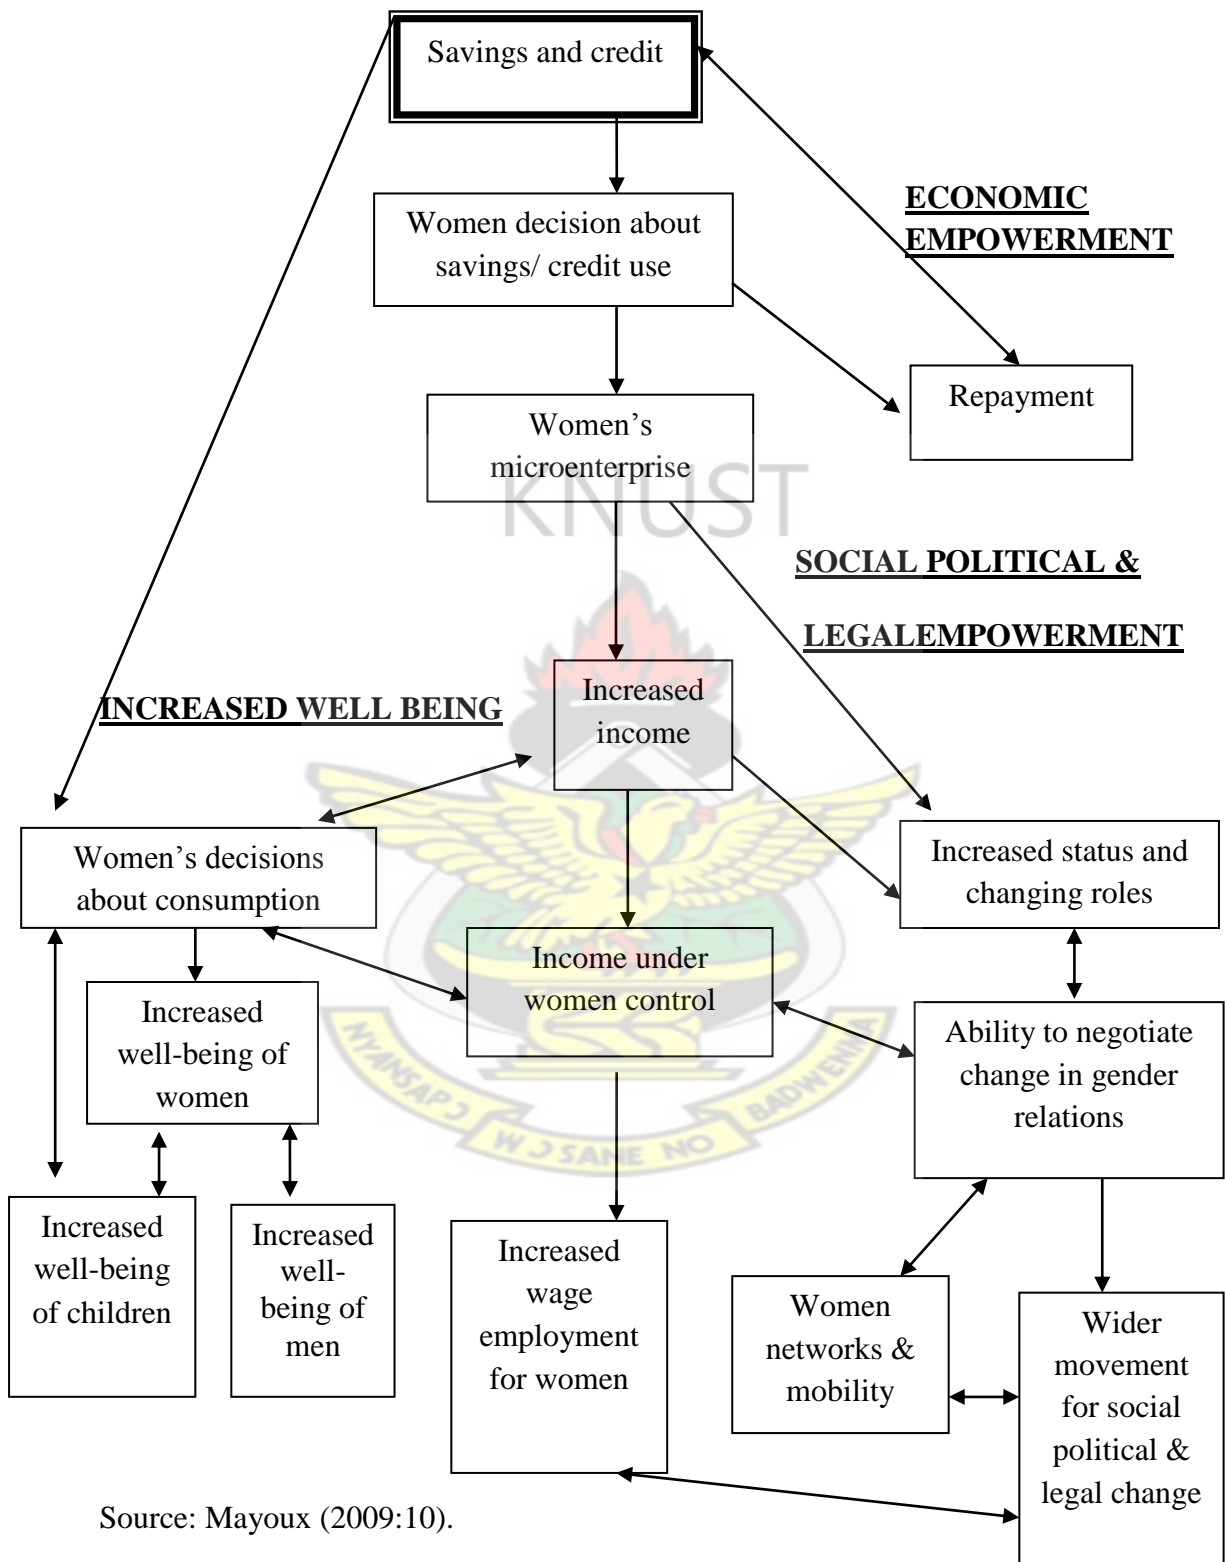 Savings and credit
Women decision about
savings/ credit use
ECONOMIC
EMPOWERMENT
Repayment
Women's
microenterprise
KNUST
SOCIAL POLITICAL &
LEGALEMPOWERMENT
INCREASED WELL BEING
Increased
income
Women's decisions
about consumption
Increased status and
changing roles
Income under
women control
Increased
well-being of
women
Ability to negotiate
change in gender
relations
NYANSAPƆ WƆSANE NO BADWENMA
Increased
well-being
of children
Increased
well-
being of
men
Increased
wage
employment
for women
Women
networks &
mobility
Wider
movement
for social
political &
legal change
Source: Mayoux (2009:10).